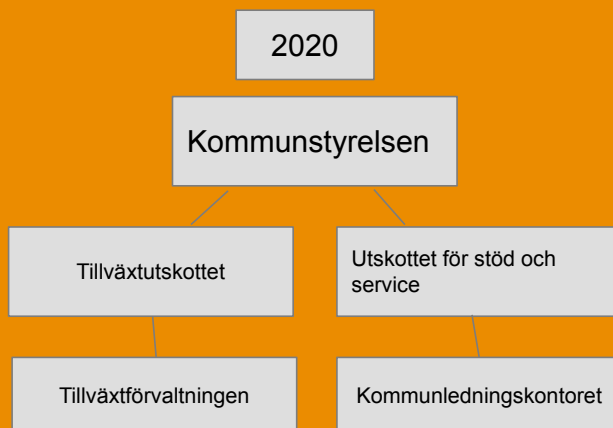 2020
Kommunstyrelsen
Tillväxtutskottet
Utskottet för stöd och
service
Tillväxtförvaltningen
Kommunledningskontoret